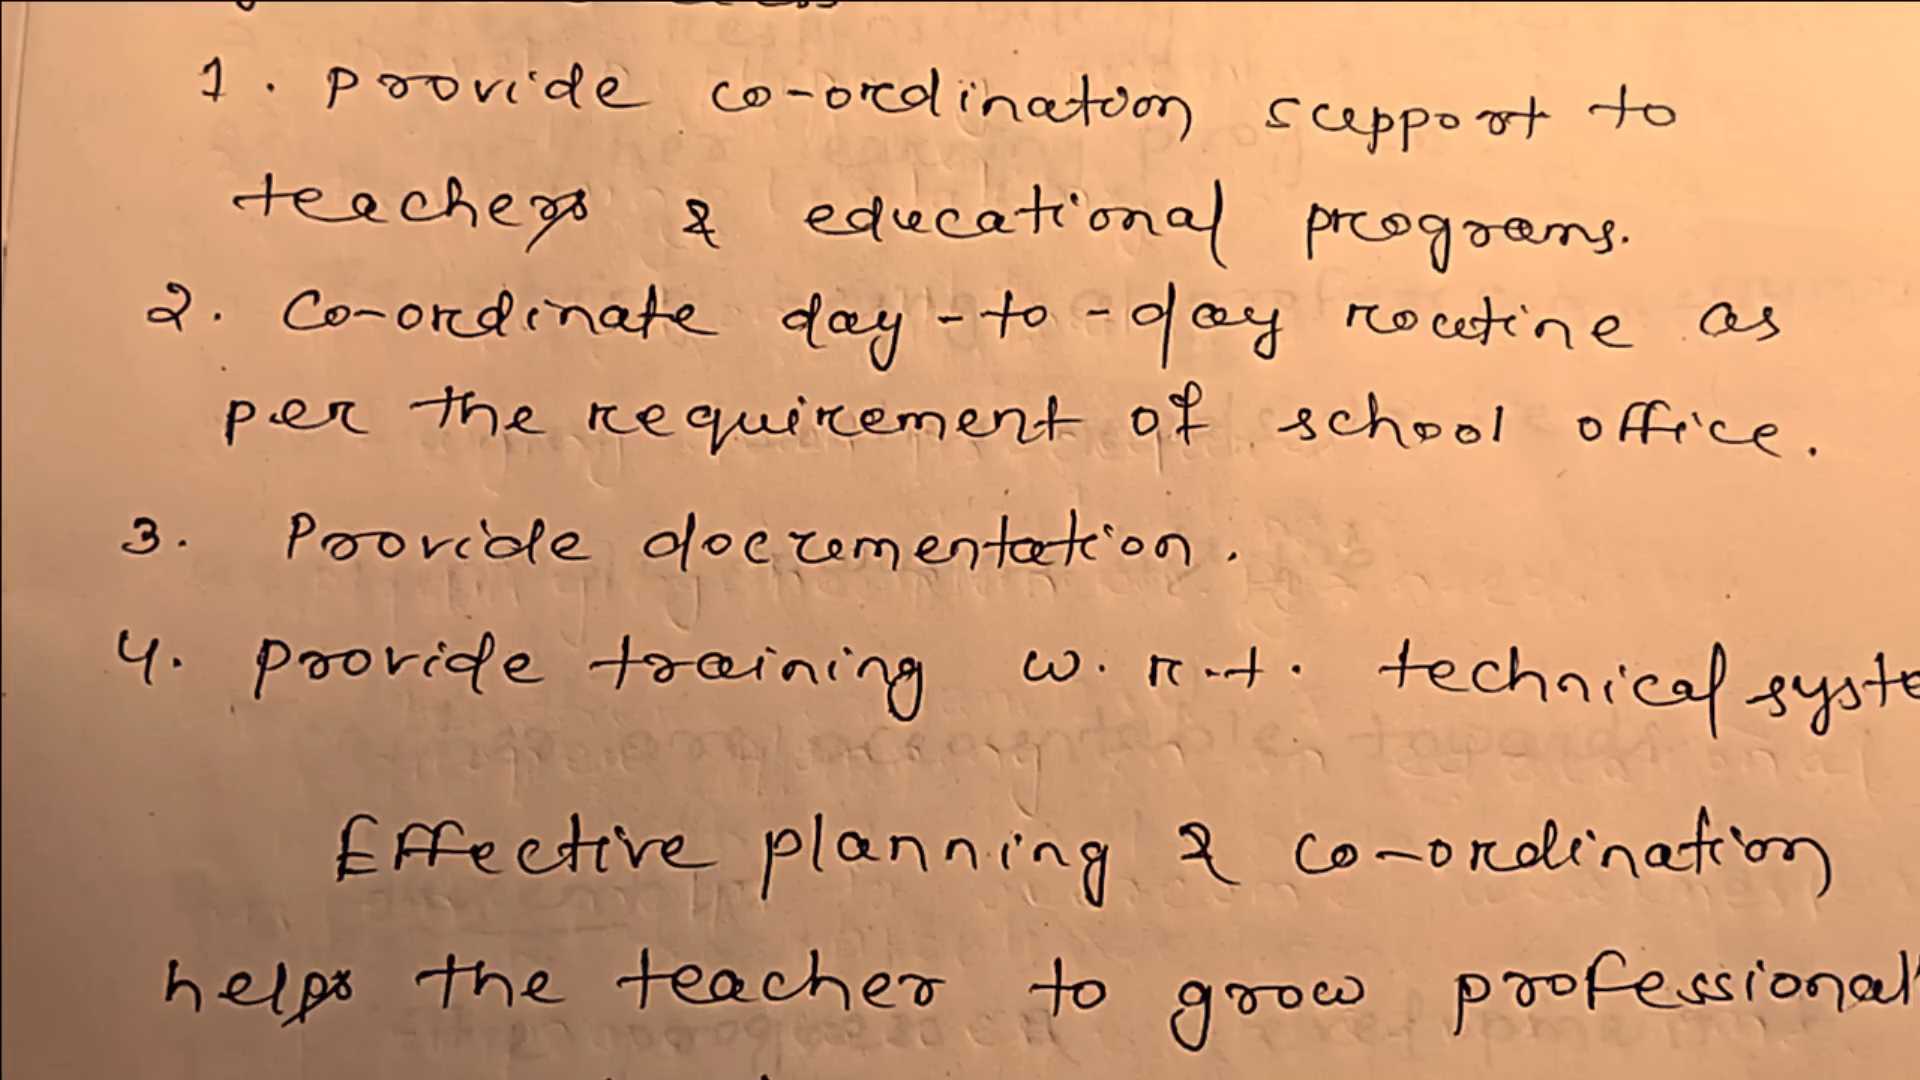 1. Provide co-ordination support to
teachers & educational programs.
2. Co-ordinate day-to-day routine as
per the requirement of school office.
3. Provide documentation.
4. Provide training w.r.t. technical syste
Effective planning & co-ordination
helps the teacher to grow professional